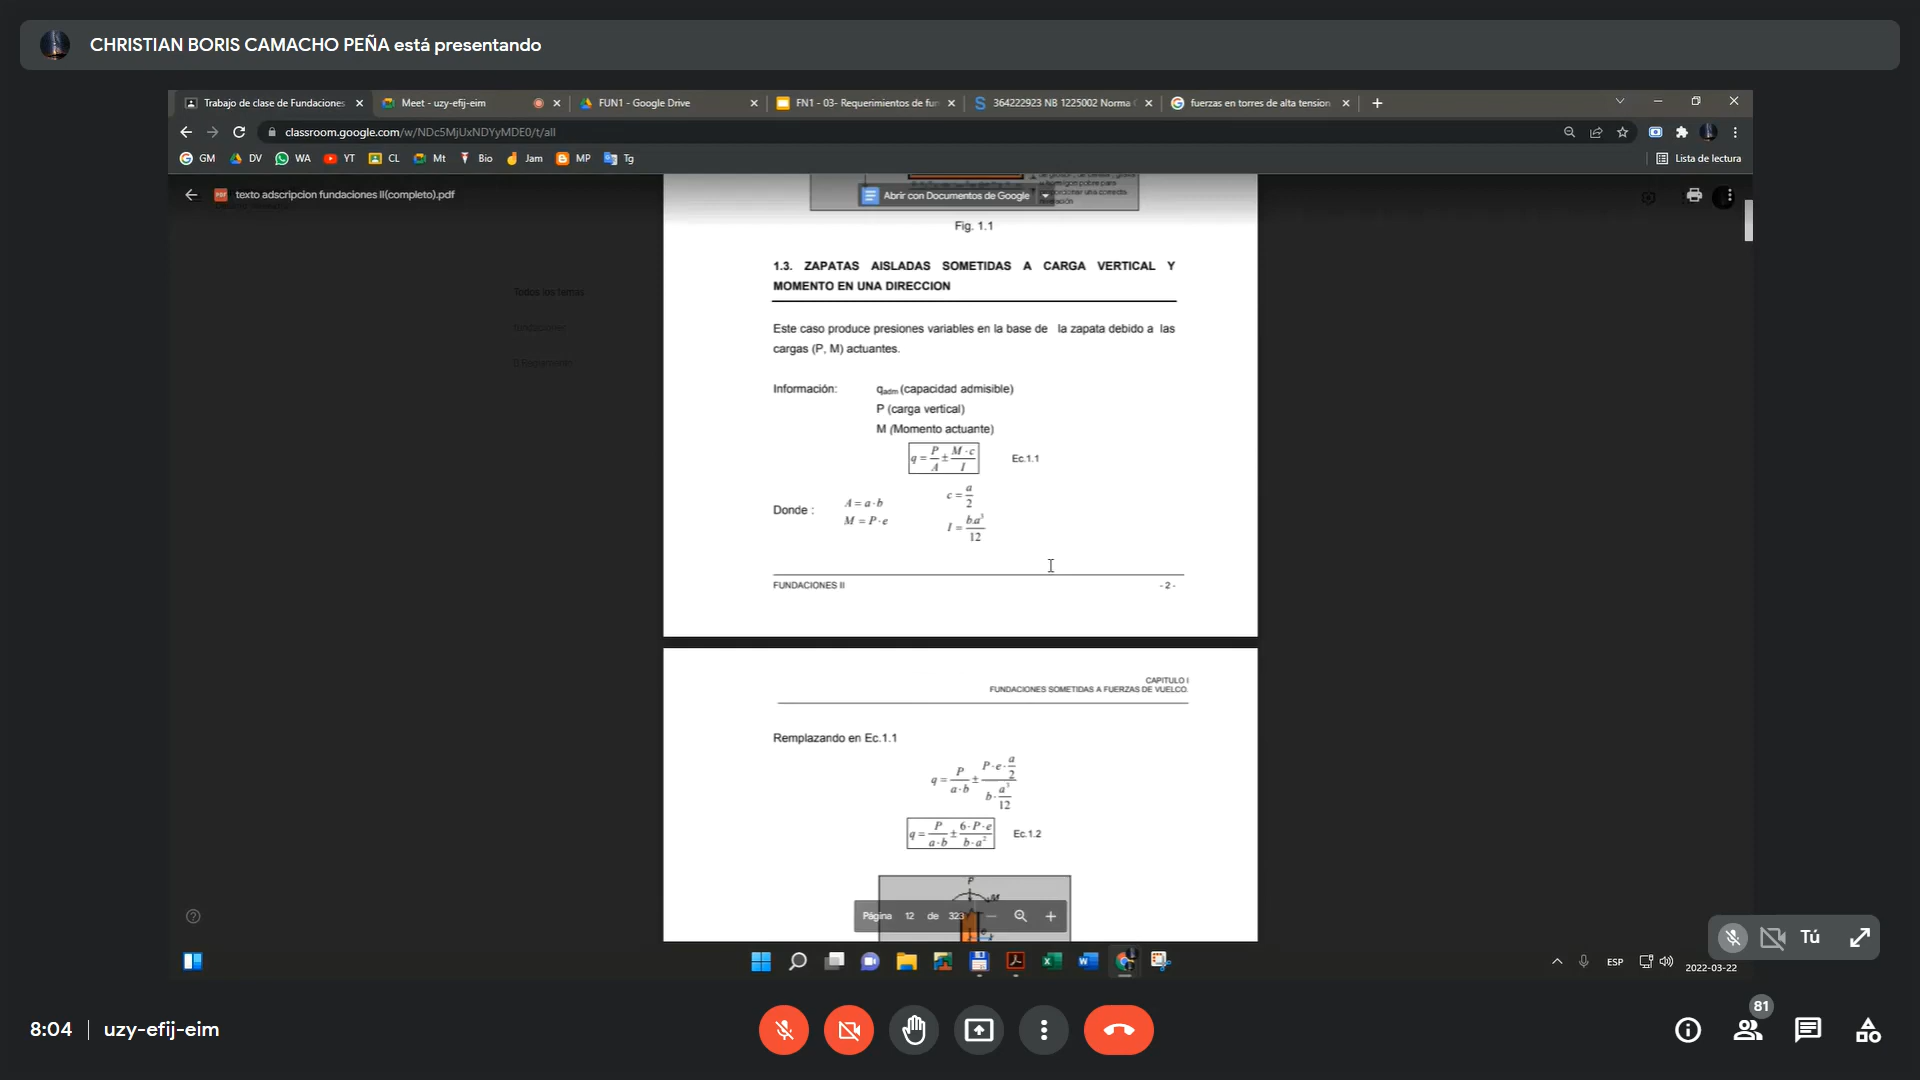 CHRISTIAN BORIS CAMACHO PEÑA está presentando
Trabajo de clase de Fundaciones
Meet - uzy-efij-eim
FUN1 - Google Drive
FN1 - 03- Requerimientos de fun
364222923 NB 1225002 Norma
fuerzas en torres de alta tension
classroom.google.com/w/NDc5MjUxNDYyMDE0/t/all
GM DV WA YT CL Mt Bio Jam MP Tg
Lista de lectura
texto adscripcion fundaciones II(completo).pdf
Abrir con Documentos de Google
Fig. 1.1
1.3. ZAPATAS AISLADAS SOMETIDAS A CARGA VERTICAL Y
MOMENTO EN UNA DIRECCION
Todos los temas
Este caso produce presiones variables en la base de la zapata debido a las
cargas (P, M) actuantes.
Información: qadm (capacidad admisible)
P (carga vertical)
M (Momento actuante)
q = P/A ± M·c/I Ec.1.1
Donde : A = a·b c = a/2
M = P·e I = b.a³/12
FUNDACIONES II - 2 -
CAPITULO I
FUNDACIONES SOMETIDAS A FUERZAS DE VUELCO.
Remplazando en Ec.1.1
q = P/a·b ± P·e·a/2 / b·a³/12
q = P/a·b ± 6·P·e/b·a² Ec.1.2
P
M
Página 12 de 323
e
Tú
ESP
2022-03-22
8:04 | uzy-efij-eim
81